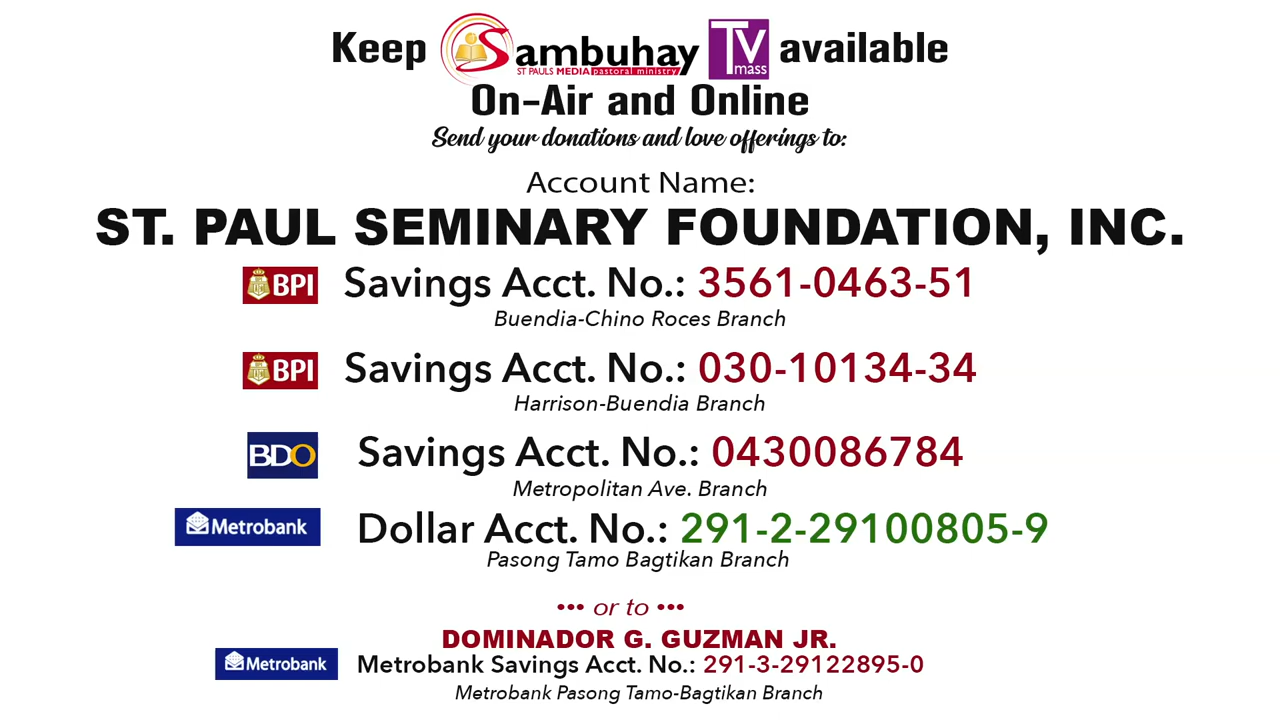 Keep Sambuhay TV mass available
ST PAULS MEDIA pastoral ministry
On-Air and Online
Send your donations and love offerings to:
Account Name:
ST. PAUL SEMINARY FOUNDATION, INC.
BPI Savings Acct. No.: 3561-0463-51
Buendia-Chino Roces Branch
BPI Savings Acct. No.: 030-10134-34
Harrison-Buendia Branch
BDO Savings Acct. No.: 0430086784
Metropolitan Ave. Branch
Metrobank Dollar Acct. No.: 291-2-29100805-9
Pasong Tamo Bagtikan Branch
••• or to •••
DOMINADOR G. GUZMAN JR.
Metrobank Metrobank Savings Acct. No.: 291-3-29122895-0
Metrobank Pasong Tamo-Bagtikan Branch